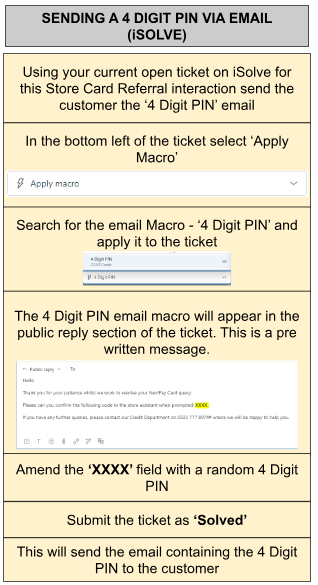 SENDING A 4 DIGIT PIN VIA EMAIL
(iSOLVE)
Using your current open ticket on iSolve for
this Store Card Referral interaction send the
customer the ‘4 Digit PIN’ email
In the bottom left of the ticket select ‘Apply
Macro’
Apply macro
Search for the email Macro - ‘4 Digit PIN’ and
apply it to the ticket
4 Digit PIN
4 Digit PIN
The 4 Digit PIN email macro will appear in the
public reply section of the ticket. This is a pre
written message.
Public reply To
Hello
Thank you for your patience whilst we work to resolve your NextPay Card query.
Please can you confirm the following code to the store assistant when prompted: XXXX.
If you have any further queries, please contact our Credit Department on 0333 777 where we will be happy to help you.
Amend the ‘XXXX’ field with a random 4 Digit
PIN
Submit the ticket as ‘Solved’
This will send the email containing the 4 Digit
PIN to the customer